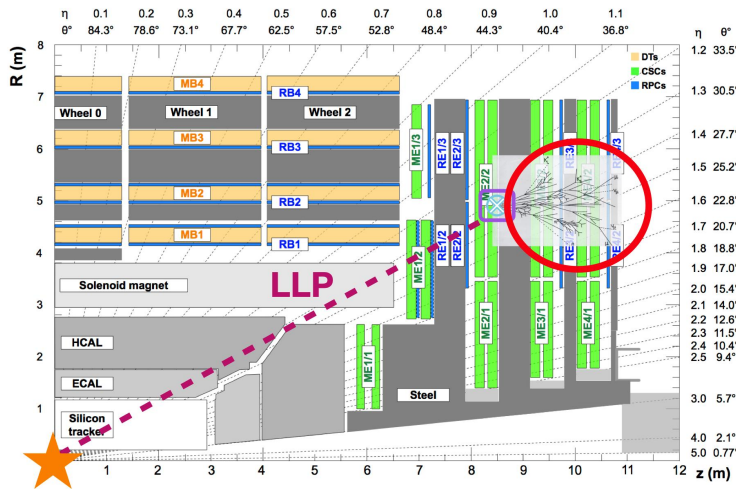 η 0.1 0.2 0.3 0.4 0.5 0.6 0.7 0.8 0.9 1.0 1.1 η θ°
θ° 84.3° 78.6° 73.1° 67.7° 62.5° 57.5° 52.8° 48.4° 44.3° 40.4° 36.8°
R (m)
8
7
6
5
4
3
2
1
DTs
CSCs
RPCs
1.2 33.5°
1.3 30.5°
1.4 27.7°
1.5 25.2°
1.6 22.8°
1.7 20.7°
1.8 18.8°
1.9 17.0°
2.0 15.4°
2.1 14.0°
2.2 12.6°
2.3 11.5°
2.4 10.4°
2.5 9.4°
3.0 5.7°
4.0 2.1°
5.0 0.77°
MB4
RB4
Wheel 0
Wheel 1
Wheel 2
MB3
RB3
MB2
RB2
MB1
RB1
ME1/3
RE1/3
RE2/3
ME2/2
RE1/2
RE2/2
ME1/2
Solenoid magnet
LLP
HCAL
ECAL
Silicon
tracker
ME1/1
ME2/1
ME3/1
ME4/1
Steel
0 1 2 3 4 5 6 7 8 9 10 11 12
z (m)